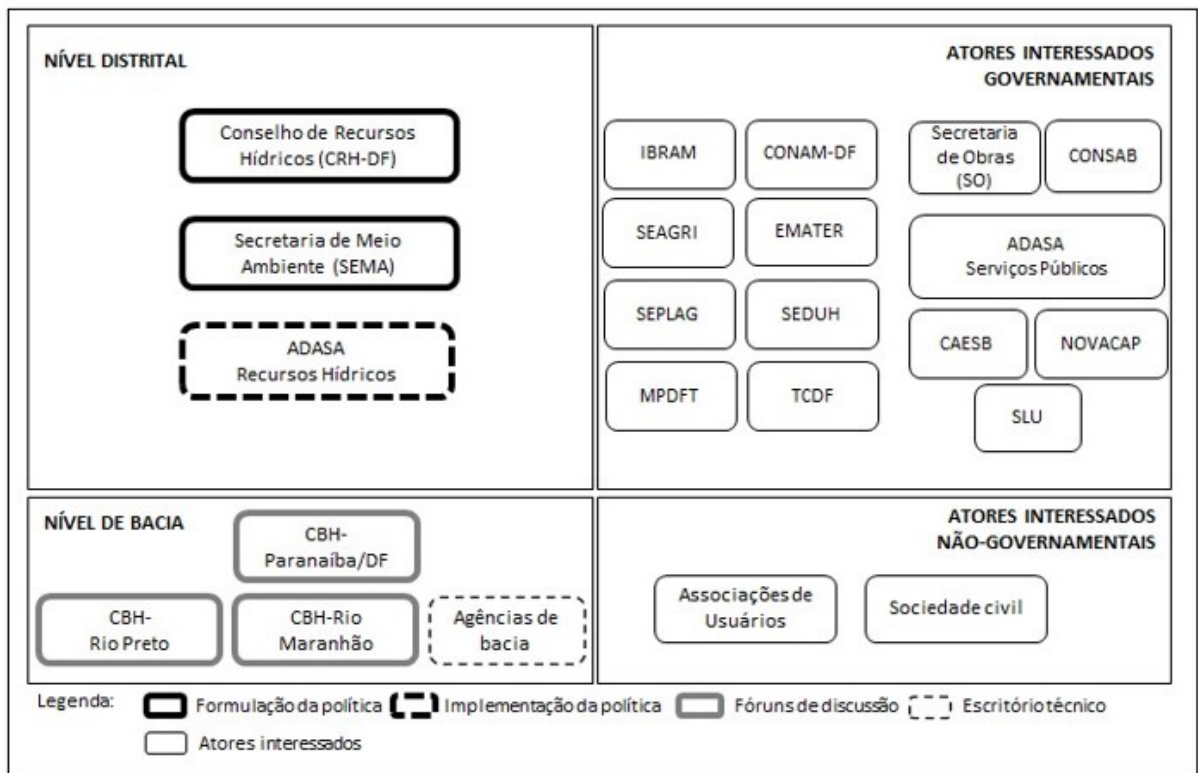 NÍVEL DISTRITAL
Conselho de Recursos
Hídricos (CRH-DF)
Secretaria de Meio
Ambiente (SEMA)
ADASA
Recursos Hídricos
ATORES INTERESSADOS
GOVERNAMENTAIS
IBRAM
CONAM-DF
Secretaria
de Obras
(SO)
CONSAB
SEAGRI
EMATER
ADASA
Serviços Públicos
SEPLAG
SEDUH
CAESB
NOVACAP
MPDFT
TCDF
SLU
NÍVEL DE BACIA
CBH-
Paranaíba/DF
CBH-
Rio Preto
CBH-Rio
Maranhão
Agências de
bacia
ATORES INTERESSADOS
NÃO-GOVERNAMENTAIS
Associações de
Usuários
Sociedade civil
Legenda:
Formulação da política
Implementação da política
Fóruns de discussão
Escritório técnico
Atores interessados